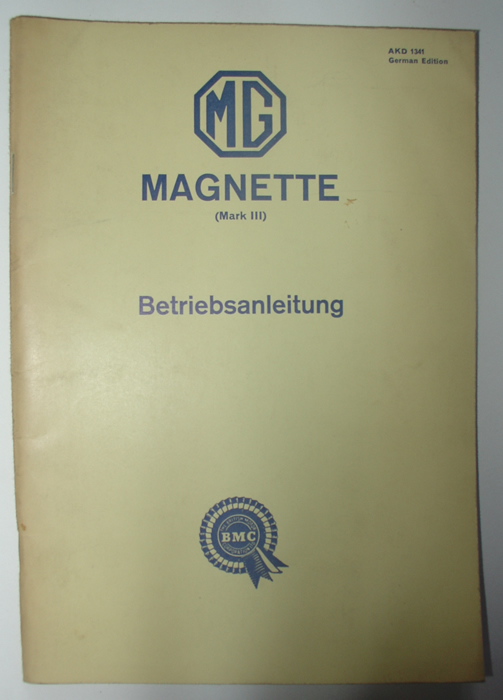 AKD 1341
German Edition
MG
MAGNETTE
(Mark III)
Betriebsanleitung
BMC